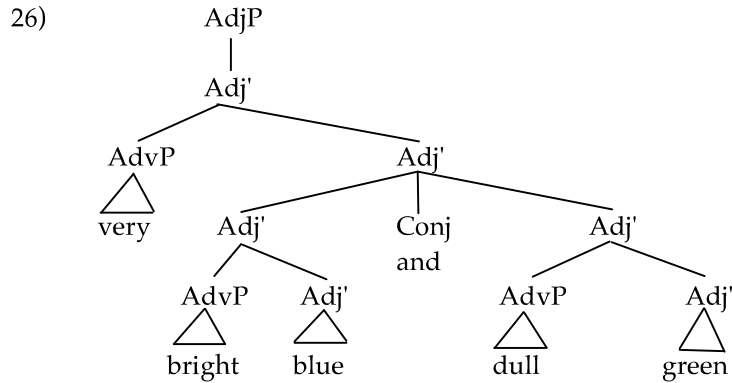 26) AdjP
Adj'
AdvP Adj'
very Adj' Conj Adj'
and
AdvP Adj' AdvP Adj'
bright blue dull green